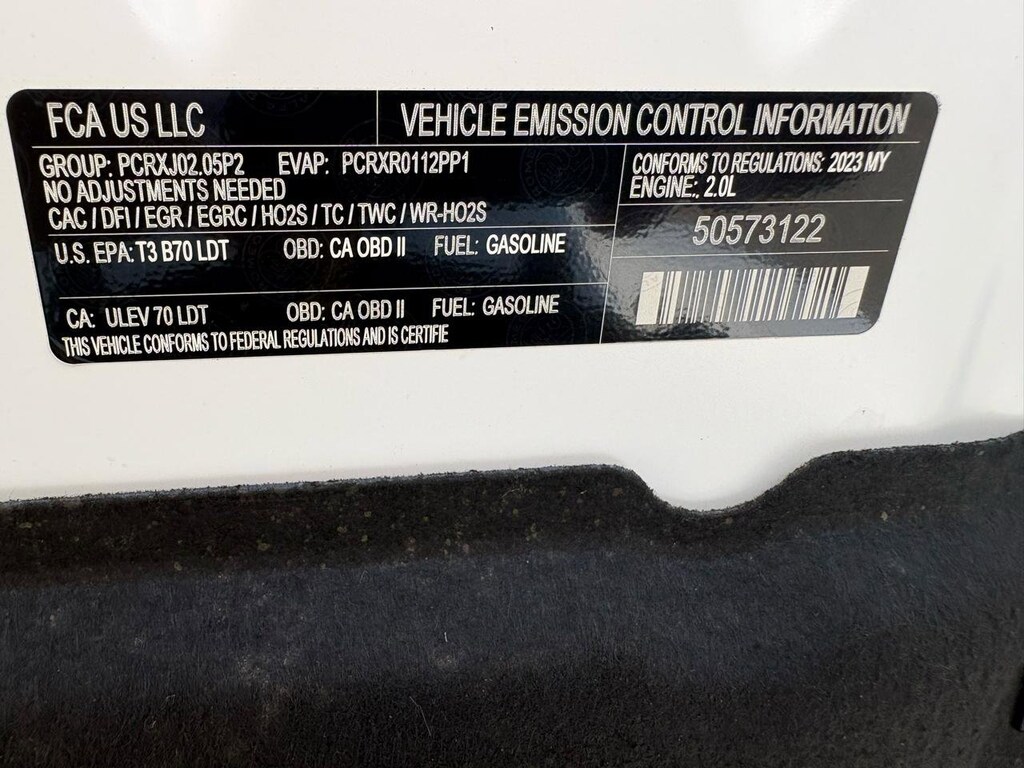 FCA US LLC
VEHICLE EMISSION CONTROL INFORMATION
GROUP: PCRXJ02.05P2 EVAP: PCRXR0112PP1
NO ADJUSTMENTS NEEDED
CAC / DFI / EGR / EGRC / HO2S / TC / TWC / WR-HO2S
U.S. EPA: T3 B70 LDT OBD: CA OBD II FUEL: GASOLINE
CA: ULEV 70 LDT OBD: CA OBD II FUEL: GASOLINE
THIS VEHICLE CONFORMS TO FEDERAL REGULATIONS AND IS CERTIFIE
CONFORMS TO REGULATIONS: 2023 MY
ENGINE:, 2.0L
50573122